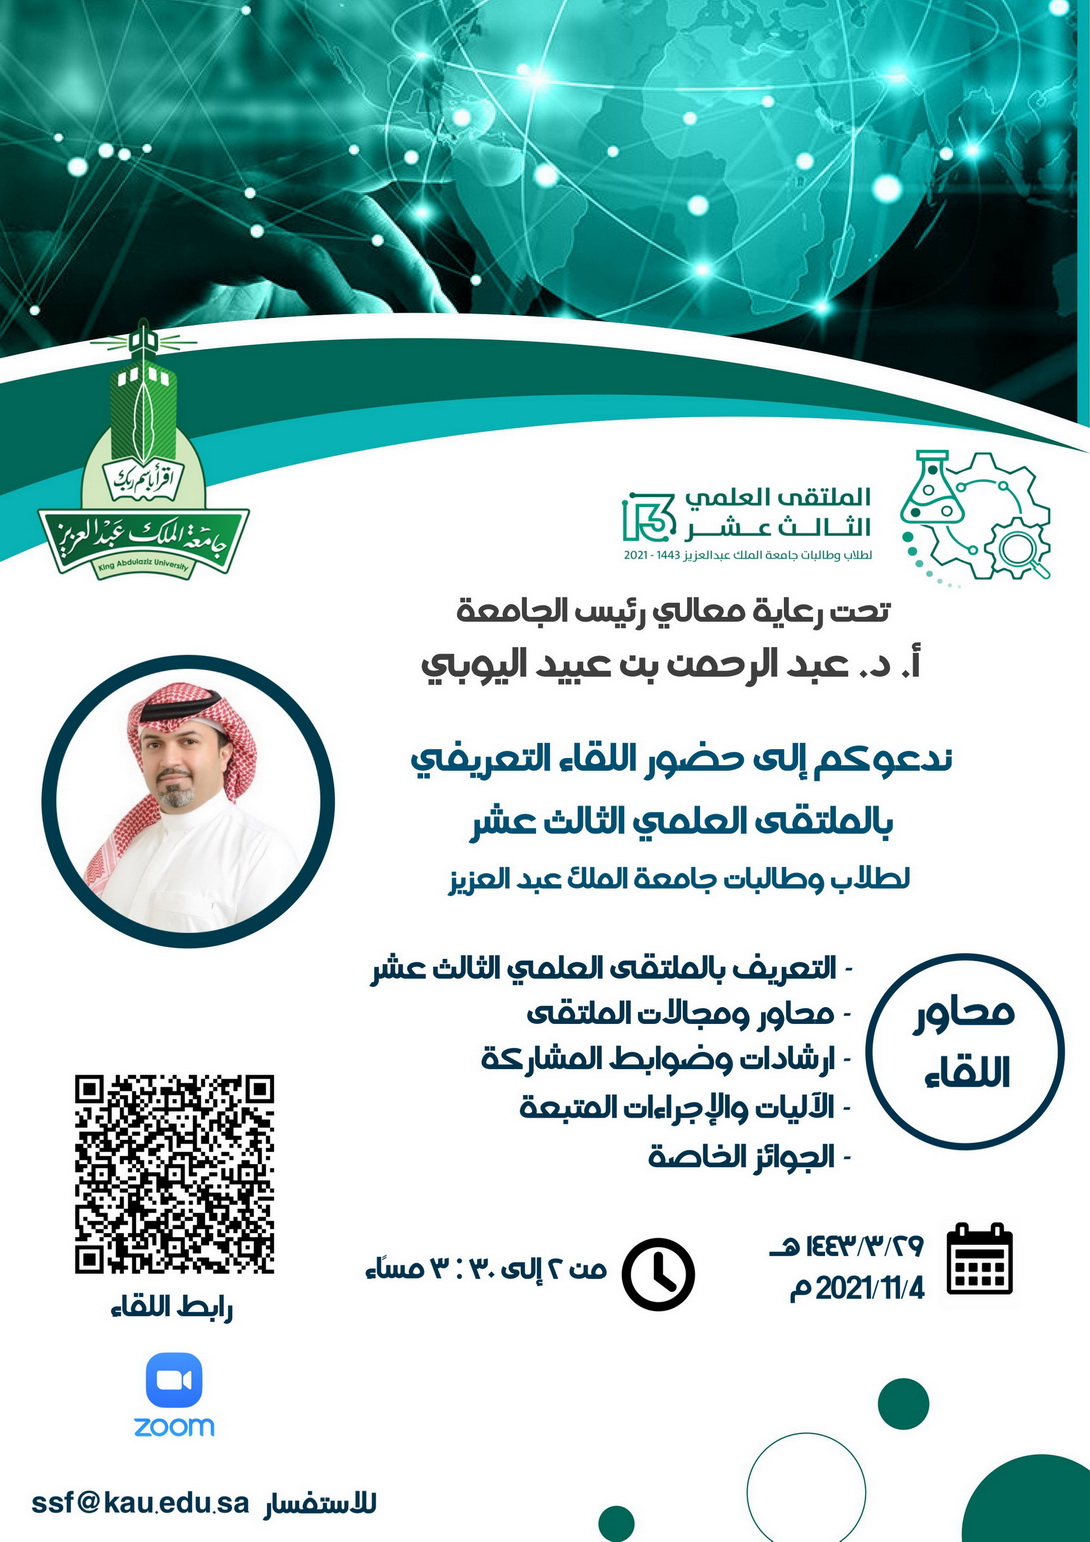 اقرأ باسم ربك
جامعة الملك عبدالعزيز
King Abdulaziz University
الملتقى العلمي
الثالث عشر
13
لطلاب وطالبات جامعة الملك عبدالعزيز 1443 - 2021
تحت رعاية معالي رئيس الجامعة
أ. د. عبد الرحمن بن عبيد اليوبي
ندعوكم إلى حضور اللقاء التعريفي
بالملتقى العلمي الثالث عشر
لطلاب وطالبات جامعة الملك عبد العزيز
محاور
اللقاء
- التعريف بالملتقى العلمي الثالث عشر
- محاور ومجالات الملتقى
- ارشادات وضوابط المشاركة
- الآليات والإجراءات المتبعة
- الجوائز الخاصة
١٤٤٣/٣/٢٩ هـ
2021/11/4 م
من ٢ إلى ٣٠ : ٣ مساًء
رابط اللقاء
zoom
للاستفسار ssf@kau.edu.sa